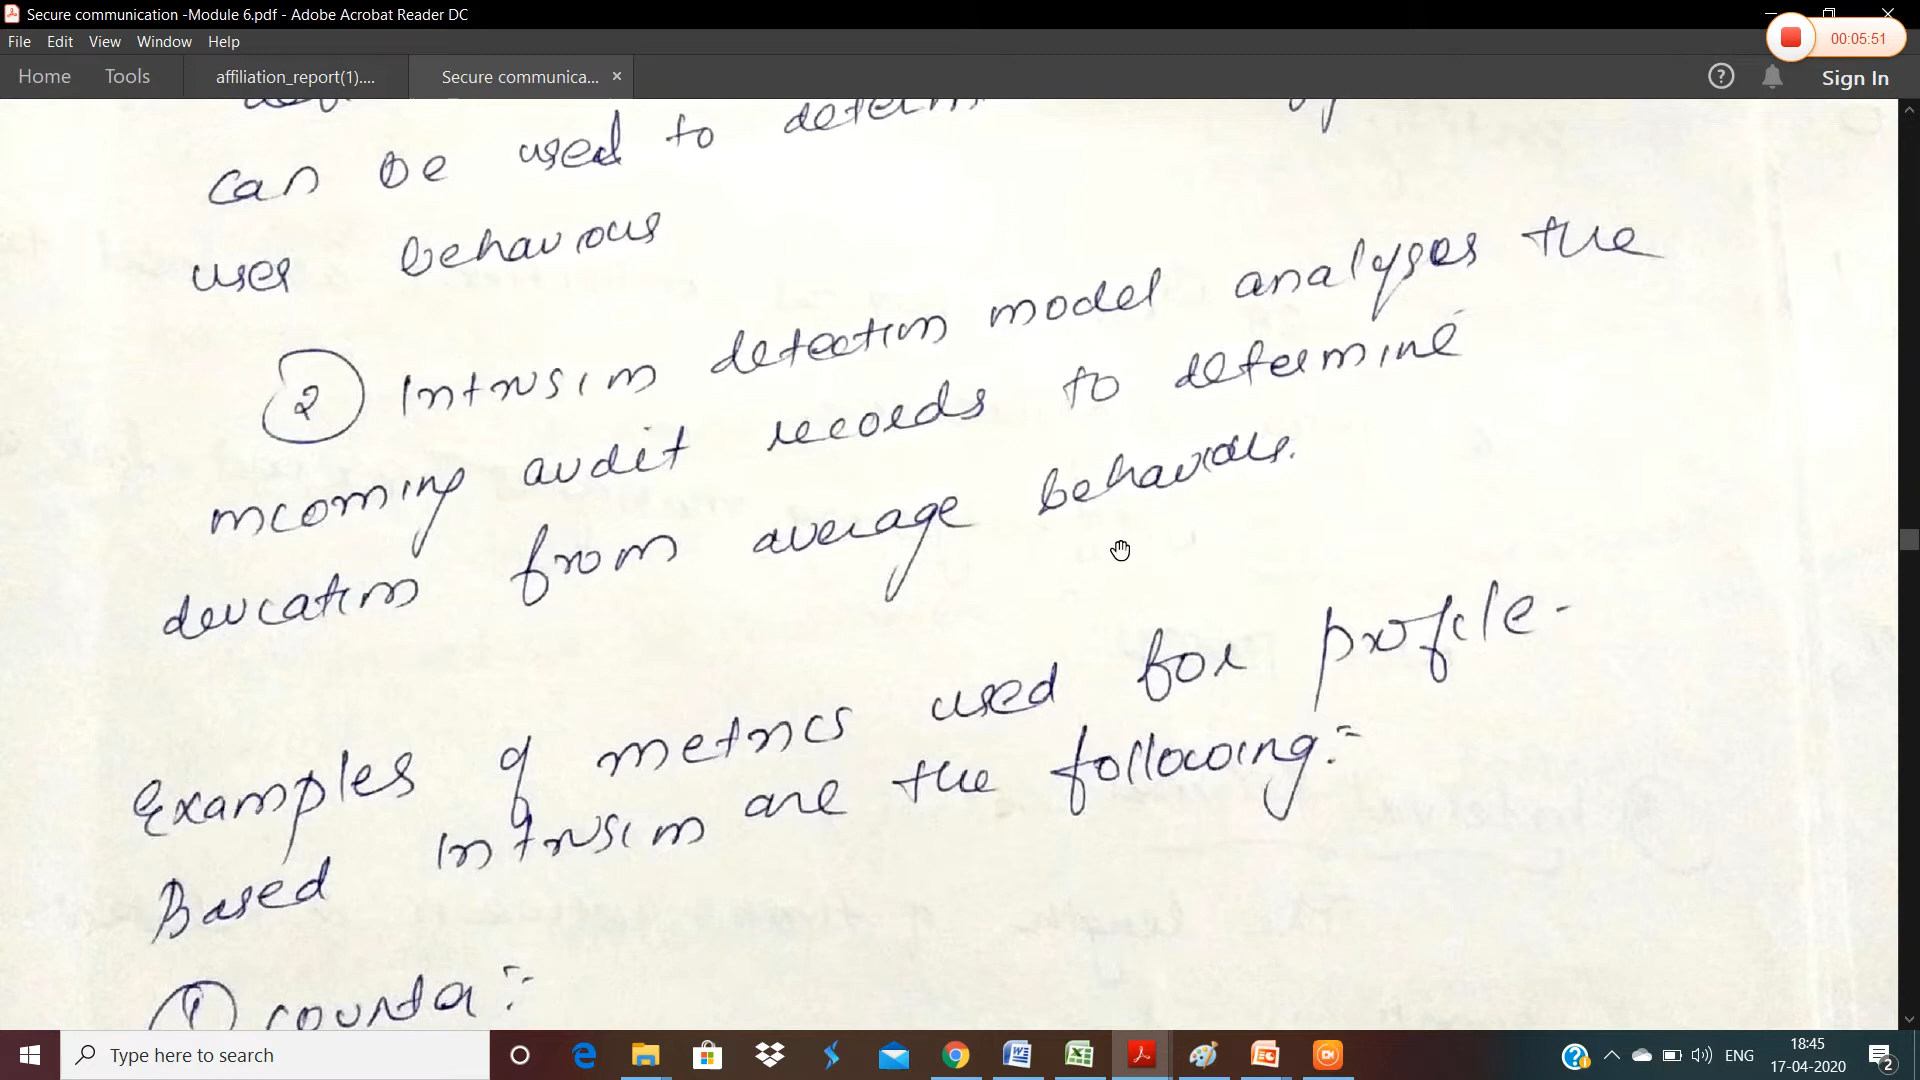 Secure communication -Module 6.pdf - Adobe Acrobat Reader DC
00:05:51
File Edit View Window Help
Home Tools affiliation_report(1).... Secure communica... × Sign In
can be used to
user behaviour
② Intrusion detection model analyses the
incoming audit records to determine
deviation from average behaviour.
Examples of metrics used for profile-
Based Intrusion are the following:-
① counter:-
Type here to search
ENG
18:45
17-04-2020
2